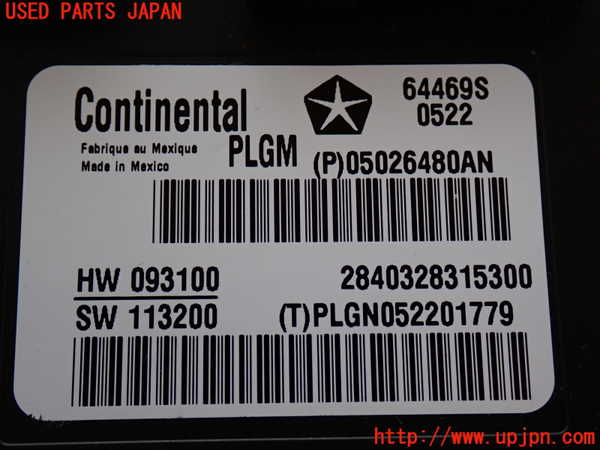 USED PARTS JAPAN
Continental
64469S
0522
Fabrique au Mexique
Made in Mexico
PLGM
(P)05026480AN
HW 093100
2840328315300
SW 113200
(T)PLGN052201779
http://www.upjpn.com/